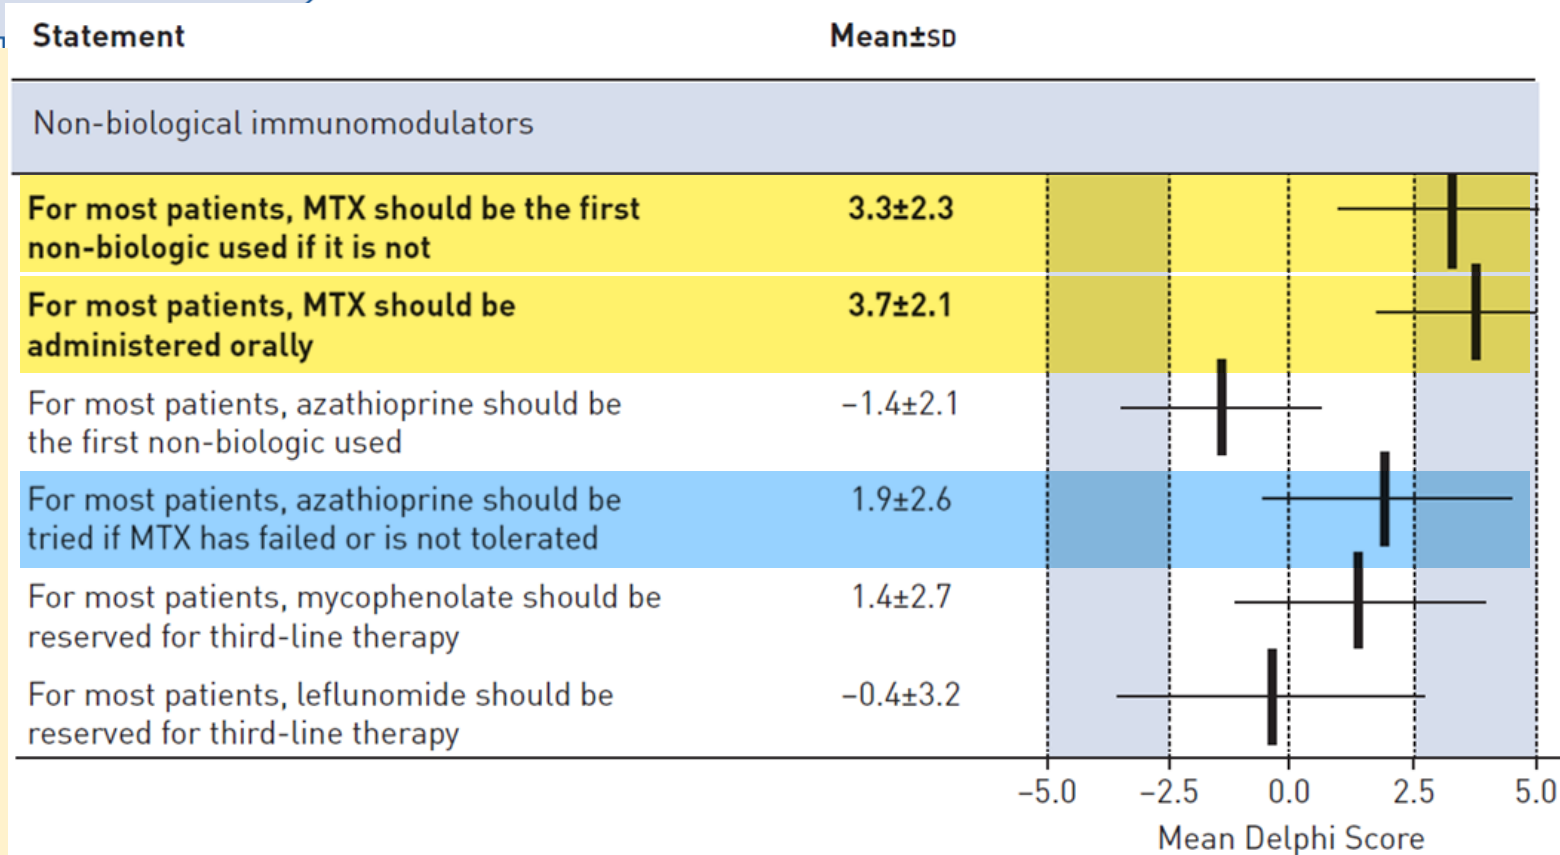 Statement Mean±SD
Non-biological immunomodulators
For most patients, MTX should be the first 3.3±2.3
non-biologic used if it is not
For most patients, MTX should be 3.7±2.1
administered orally
For most patients, azathioprine should be −1.4±2.1
the first non-biologic used
For most patients, azathioprine should be 1.9±2.6
tried if MTX has failed or is not tolerated
For most patients, mycophenolate should be 1.4±2.7
reserved for third-line therapy
For most patients, leflunomide should be −0.4±3.2
reserved for third-line therapy
−5.0 −2.5 0.0 2.5 5.0
Mean Delphi Score